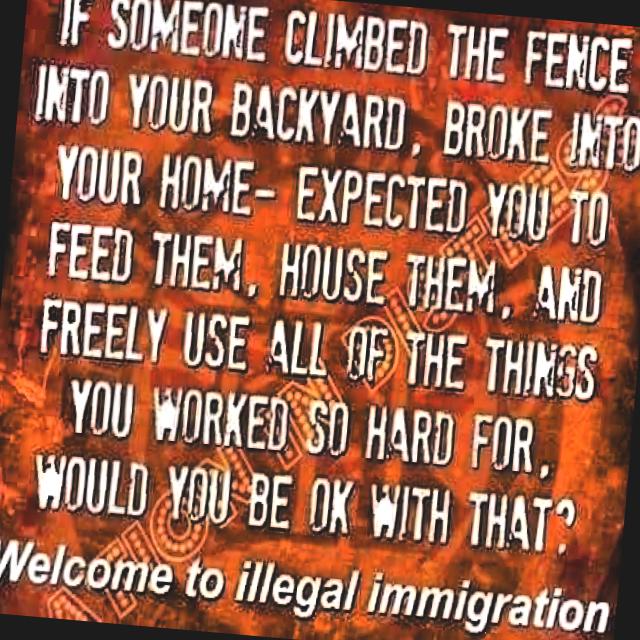 IF SOMEONE CLIMBED THE FENCE
INTO YOUR BACKYARD, BROKE INTO
YOUR HOME- EXPECTED YOU TO
FEED THEM, HOUSE THEM, AND
FREELY USE ALL OF THE THINGS
YOU WORKED SO HARD FOR,
WOULD YOU BE OK WITH THAT?
Welcome to illegal immigration